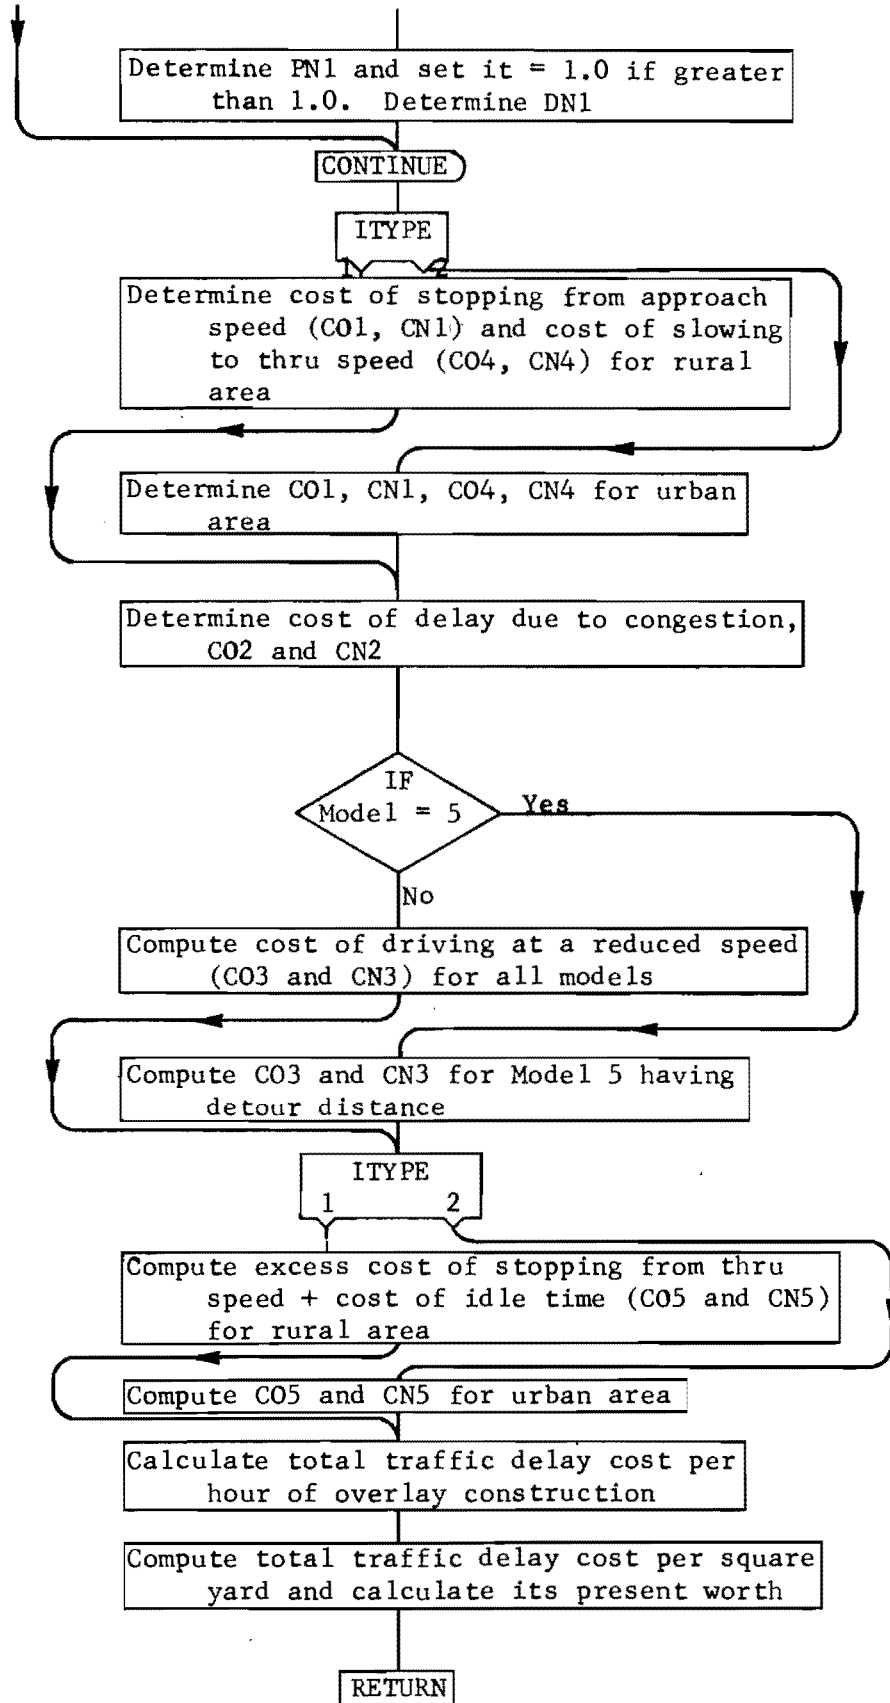 Determine PN1 and set it = 1.0 if greater
than 1.0. Determine DN1
CONTINUE
ITYPE
1 2
Determine cost of stopping from approach
speed (CO1, CN1) and cost of slowing
to thru speed (CO4, CN4) for rural
area
Determine CO1, CN1, CO4, CN4 for urban
area
Determine cost of delay due to congestion,
CO2 and CN2
IF
Model = 5
Yes
No
Compute cost of driving at a reduced speed
(CO3 and CN3) for all models
Compute CO3 and CN3 for Model 5 having
detour distance
ITYPE
1 2
Compute excess cost of stopping from thru
speed + cost of idle time (CO5 and CN5)
for rural area
Compute CO5 and CN5 for urban area
Calculate total traffic delay cost per
hour of overlay construction
Compute total traffic delay cost per square
yard and calculate its present worth
RETURN